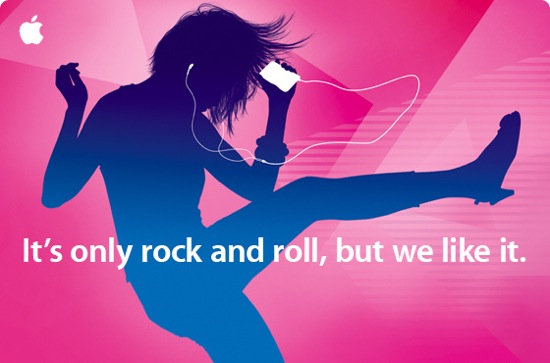 It’s only rock and roll, but we like it.